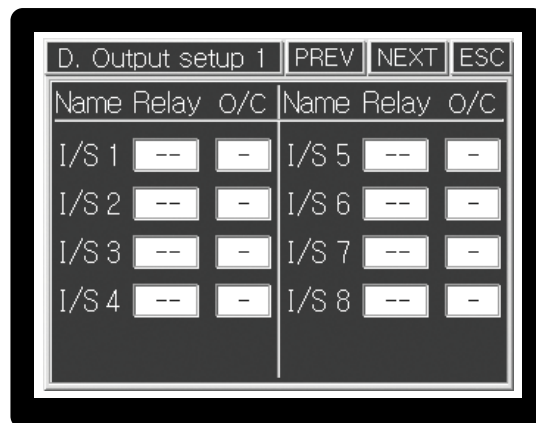 D. Output setup 1 PREV NEXT ESC
Name Relay O/C Name Relay O/C
I/S 1 -- - I/S 5 -- -
I/S 2 -- - I/S 6 -- -
I/S 3 -- - I/S 7 -- -
I/S 4 -- - I/S 8 -- -